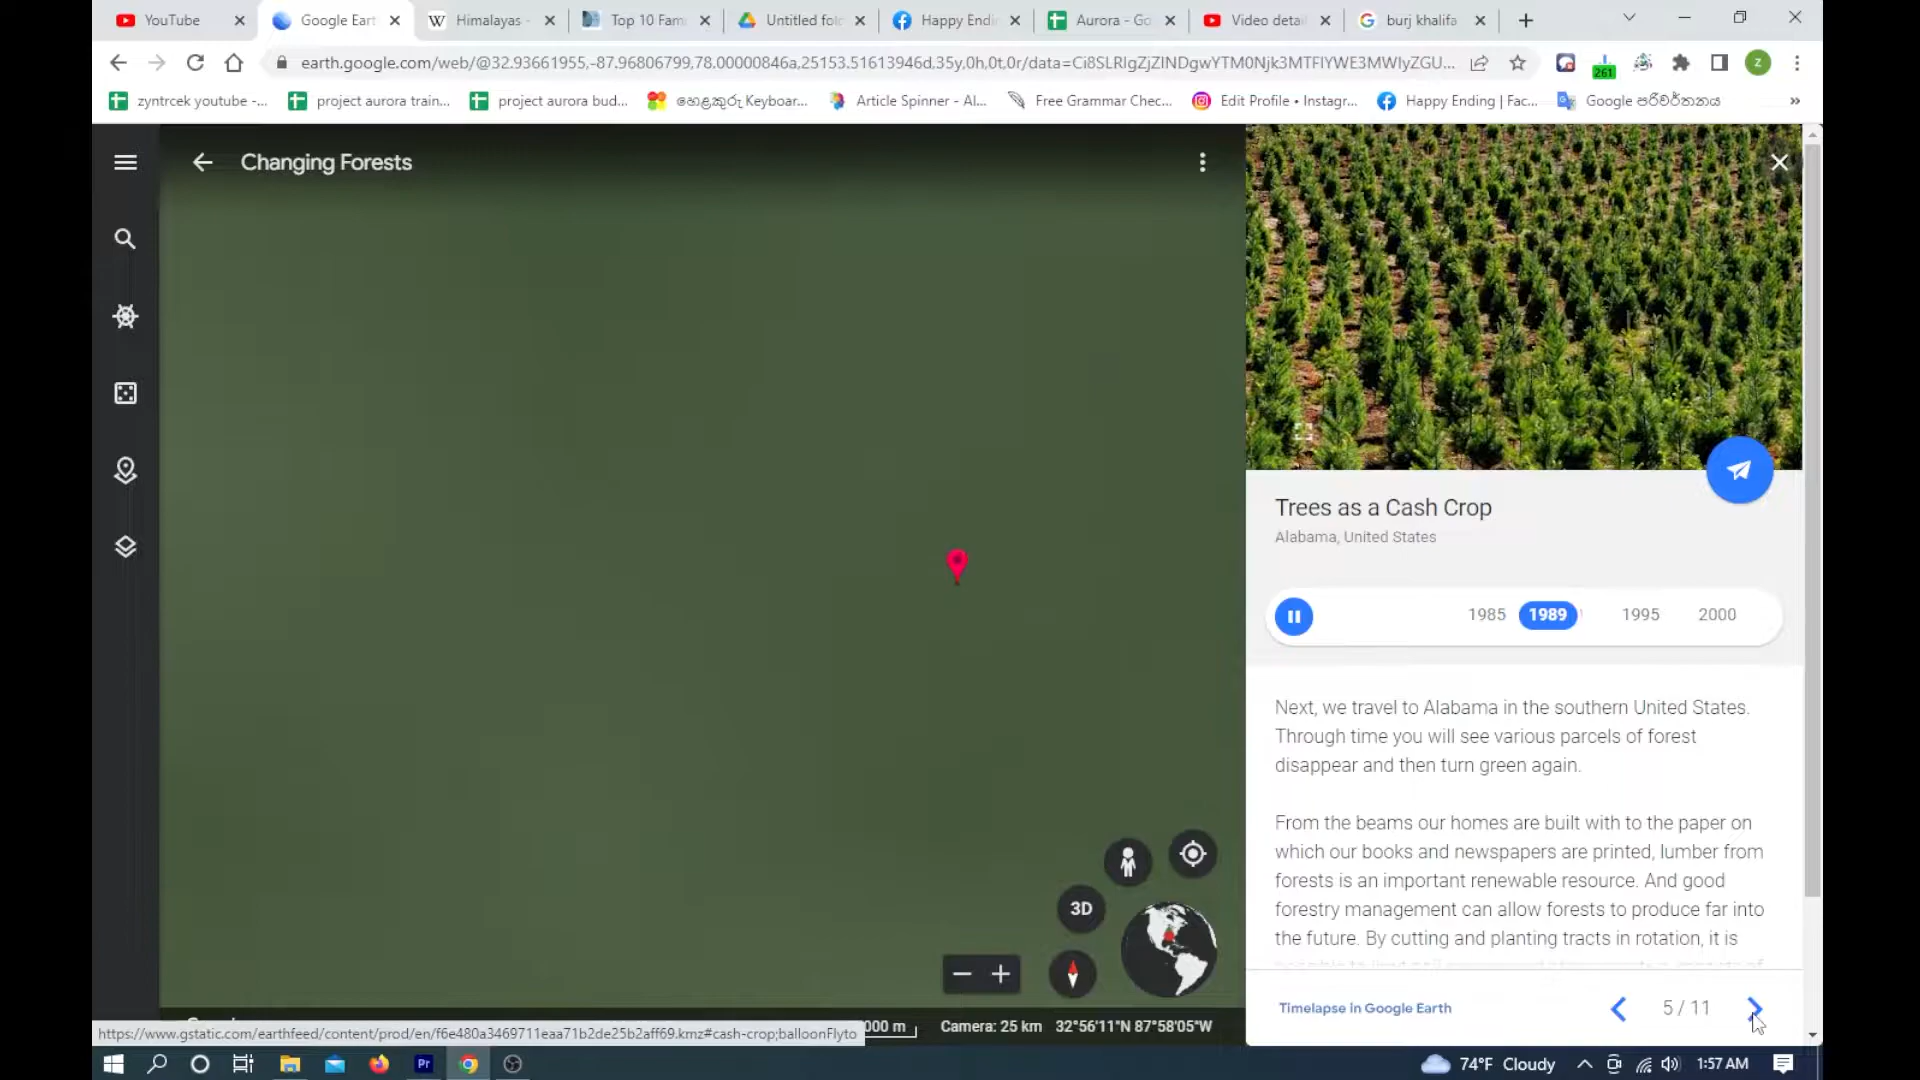 YouTube
Google Eart
Himalayas -
Top 10 Fam
Untitled fol
Happy Endi
Aurora - Go
Video detai
burj khalifa
earth.google.com/web/@32.93661955,-87.96806799,78.00000846a,25153.51613946d,35y,0h,0t,0r/data=Ci8SLRIgZjZlNDgwYTM0Njk3MTFlYWE3MWIyZGU...
261
Z
zyntrcek youtube -...
project aurora train...
project aurora bud...
හෙළකුරු Keyboar...
Article Spinner - AI...
Free Grammar Chec...
Edit Profile • Instagr...
Happy Ending | Fac...
Google පරිවර්තනය
»
Changing Forests
Trees as a Cash Crop
Alabama, United States
1985 1989 1995 2000
Next, we travel to Alabama in the southern United States.
Through time you will see various parcels of forest
disappear and then turn green again.
From the beams our homes are built with to the paper on
which our books and newspapers are printed, lumber from
forests is an important renewable resource. And good
forestry management can allow forests to produce far into
the future. By cutting and planting tracts in rotation, it is
3D
Timelapse in Google Earth
5 / 11
000 m
Camera: 25 km 32°56'11"N 87°58'05"W
https://www.gstatic.com/earthfeed/content/prod/en/f6e480a3469711eaa71b2de25b2aff69.kmz#cash-crop;balloonFlyto
Pr
74°F Cloudy
1:57 AM